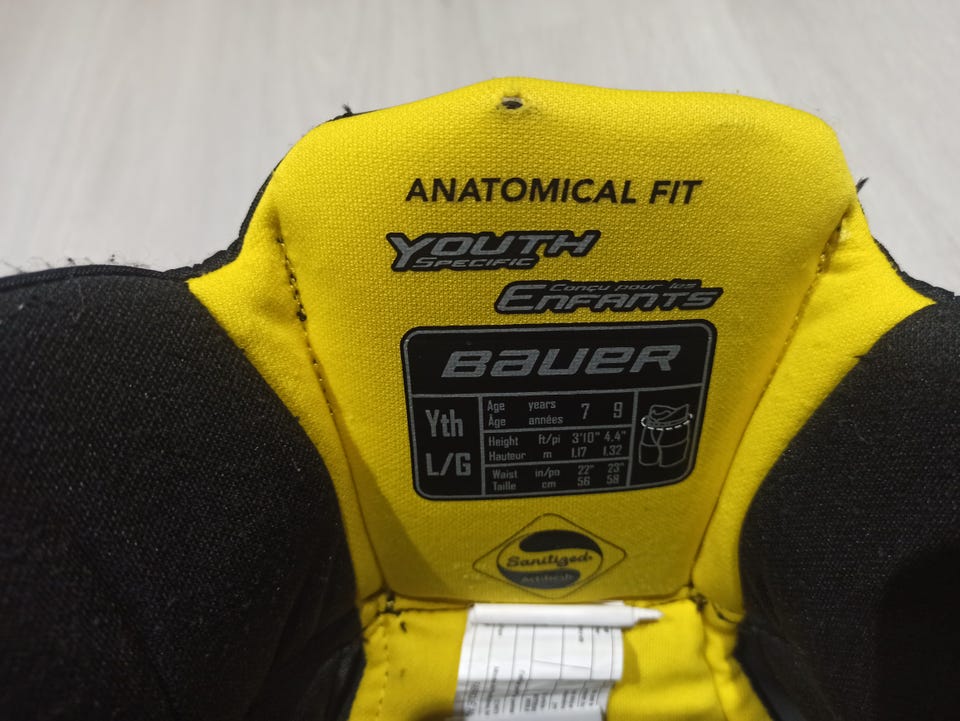 ANATOMICAL FIT
YOUTH
SPECIFIC
Conçu pour les
ENFANTS
BAUER
Yth
L/G
Age years 7 9
Âge années
Height ft/pi 3'10" 4,4"
Hauteur m 1.17 1.32
Waist in/po 22" 23"
Taille cm 56 58
Sanitized
Actifresh